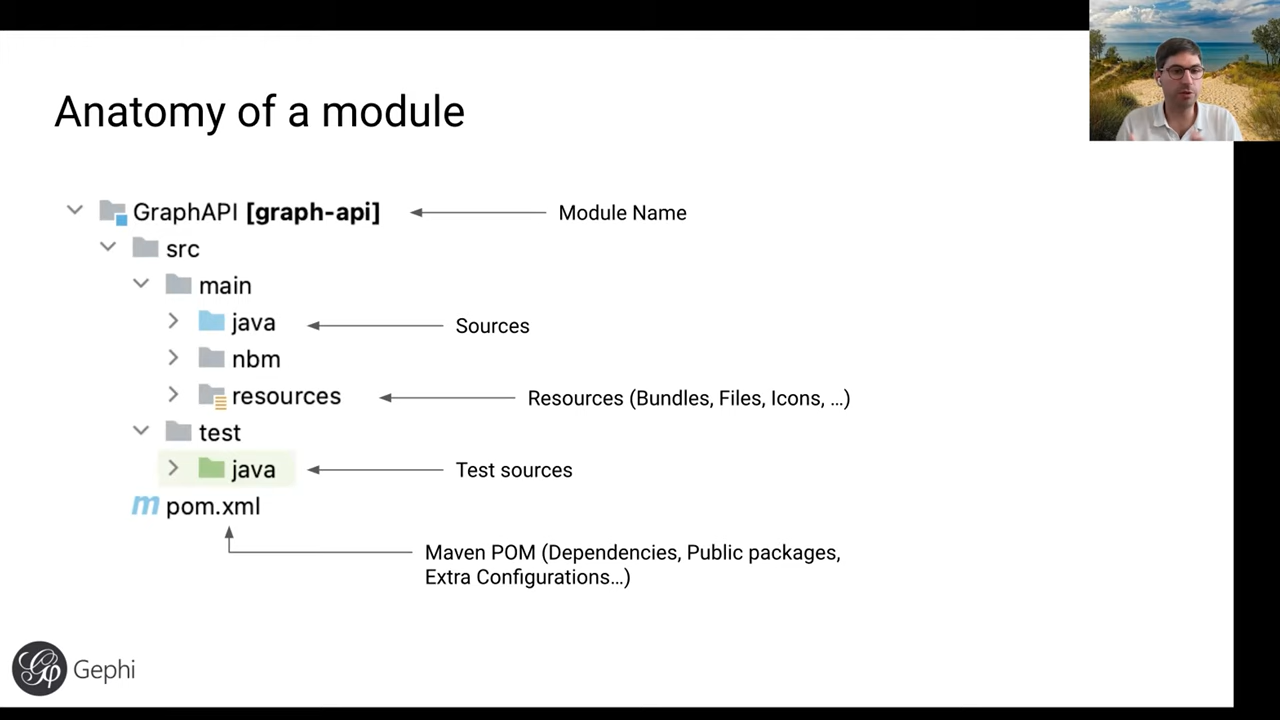 Anatomy of a module
GraphAPI [graph-api]
Module Name
src
main
java
Sources
nbm
resources
Resources (Bundles, Files, Icons, …)
test
java
Test sources
m pom.xml
Maven POM (Dependencies, Public packages,
Extra Configurations…)
Gephi